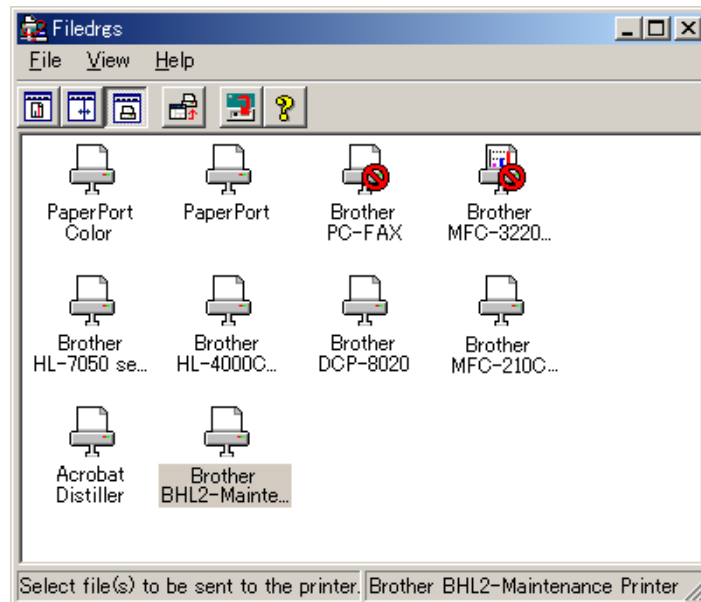 Filedrgs
File View Help
PaperPort Color
PaperPort
Brother PC-FAX
Brother MFC-3220...
Brother HL-7050 se...
Brother HL-4000C...
Brother DCP-8020
Brother MFC-210C...
Acrobat Distiller
Brother BHL2-Mainte...
Select file(s) to be sent to the printer. Brother BHL2-Maintenance Printer